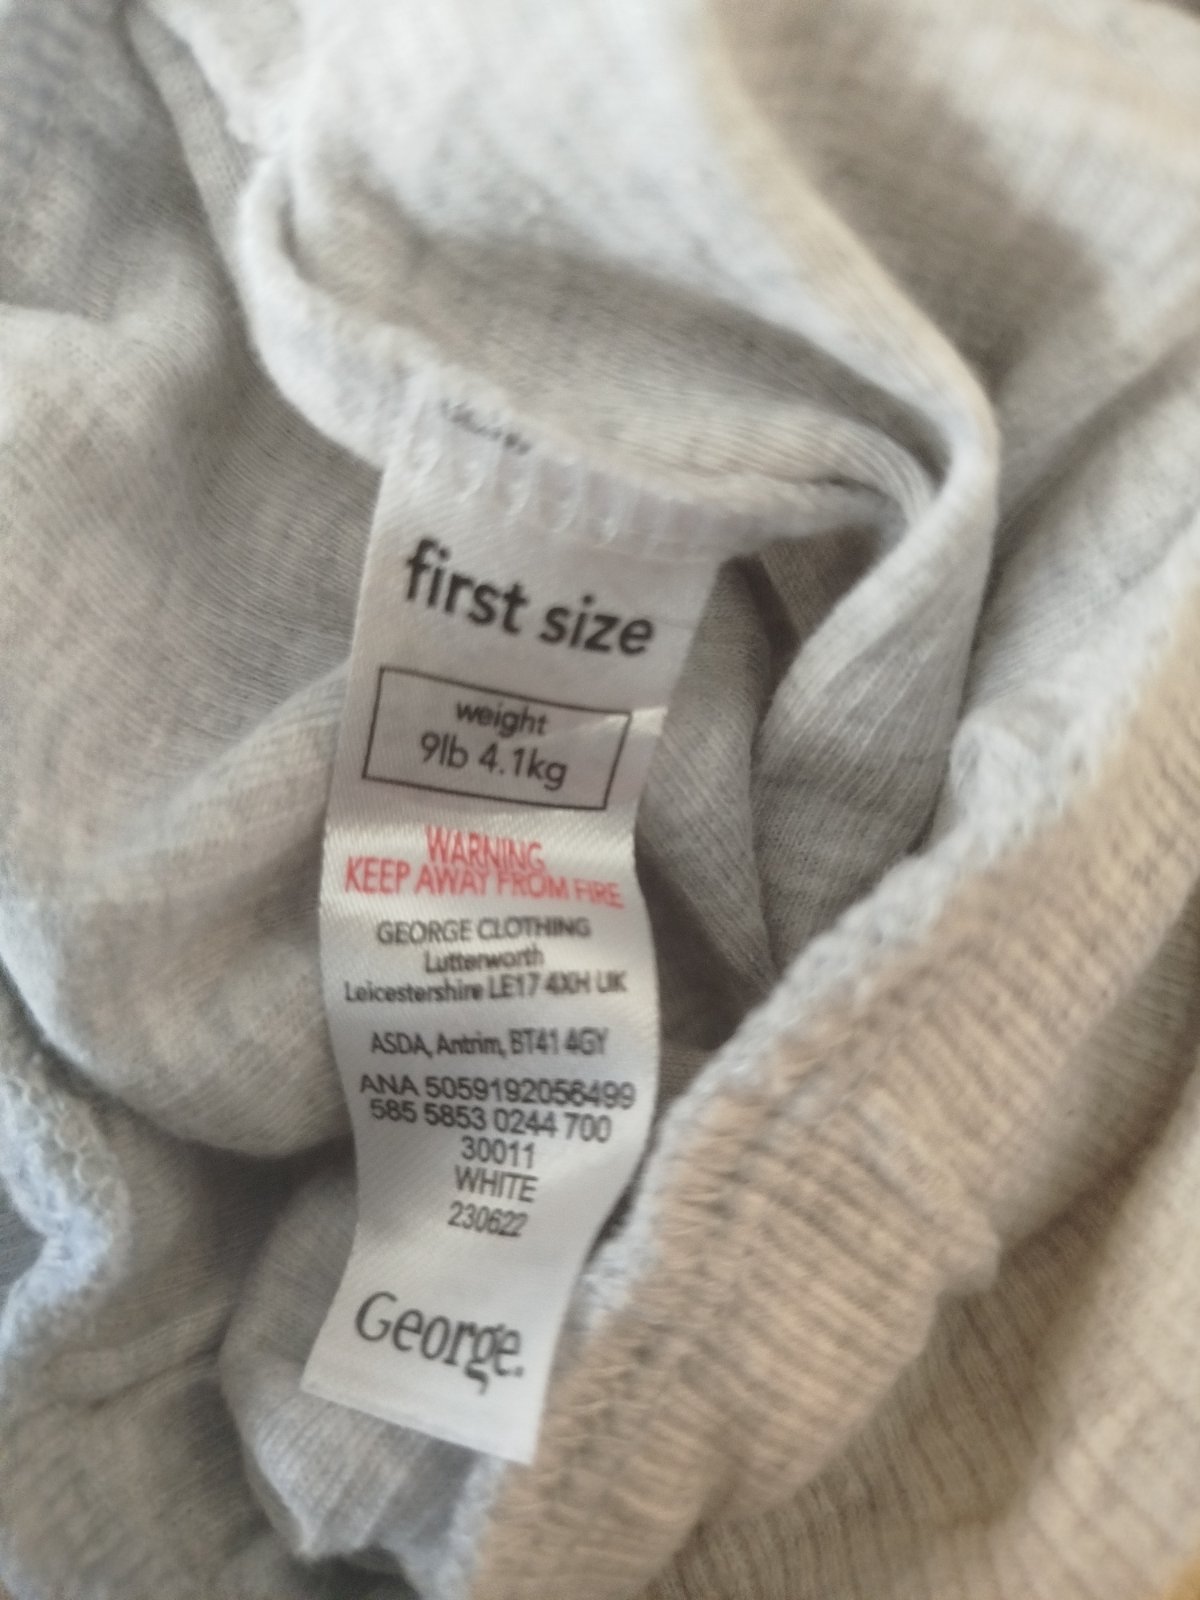 first size
weight
9lb 4.1kg
WARNING
KEEP AWAY FROM FIRE
GEORGE CLOTHING
Lutterworth
Leicestershire LE17 4XH UK
ASDA, Antrim, BT41 4GY
ANA 5059192056499
585 5853 0244 700
30011
WHITE
230622
George.